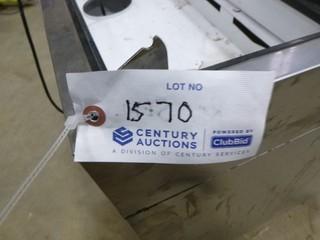 LOT NO
1570
CENTURY AUCTIONS POWERED BY ClubBid
A DIVISION OF CENTURY SERVICES